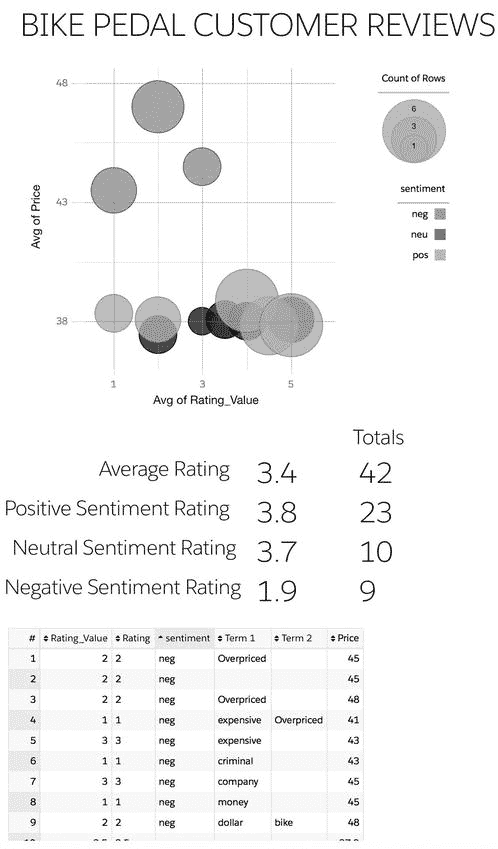 BIKE PEDAL CUSTOMER REVIEWS
Count of Rows
6
3
1
sentiment
neg
neu
pos
Avg of Price
48
43
38
1 3 5
Avg of Rating_Value
Totals
Average Rating 3.4 42
Positive Sentiment Rating 3.8 23
Neutral Sentiment Rating 3.7 10
Negative Sentiment Rating 1.9 9
# Rating_Value Rating sentiment Term 1 Term 2 Price
1 2 2 neg Overpriced 45
2 2 2 neg 45
3 2 2 neg Overpriced 48
4 1 1 neg expensive Overpriced 41
5 3 3 neg expensive 43
6 1 1 neg criminal 43
7 3 3 neg company 45
8 1 1 neg money 45
9 2 2 neg dollar bike 48